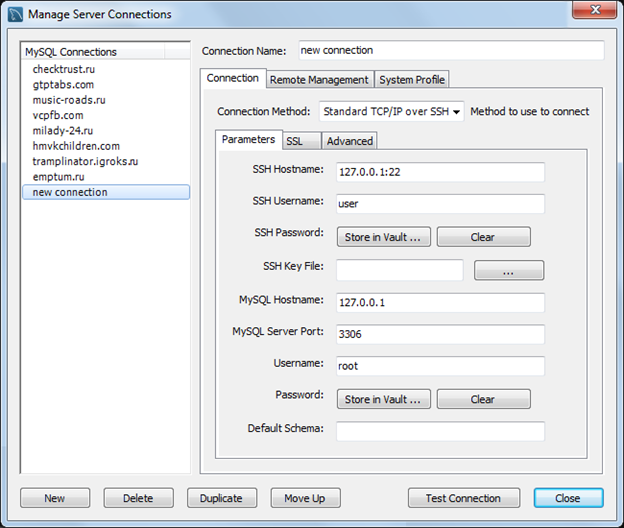 Manage Server Connections
MySQL Connections
checktrust.ru
gtptabs.com
music-roads.ru
vcpfb.com
milady-24.ru
hmvkchildren.com
tramplinator.igroks.ru
emptum.ru
new connection
Connection Name: new connection
Connection Remote Management System Profile
Connection Method: Standard TCP/IP over SSH Method to use to connect
Parameters SSL Advanced
SSH Hostname: 127.0.0.1:22
SSH Username: user
SSH Password: Store in Vault ... Clear
SSH Key File: ...
MySQL Hostname: 127.0.0.1
MySQL Server Port: 3306
Username: root
Password: Store in Vault ... Clear
Default Schema:
New Delete Duplicate Move Up Test Connection Close